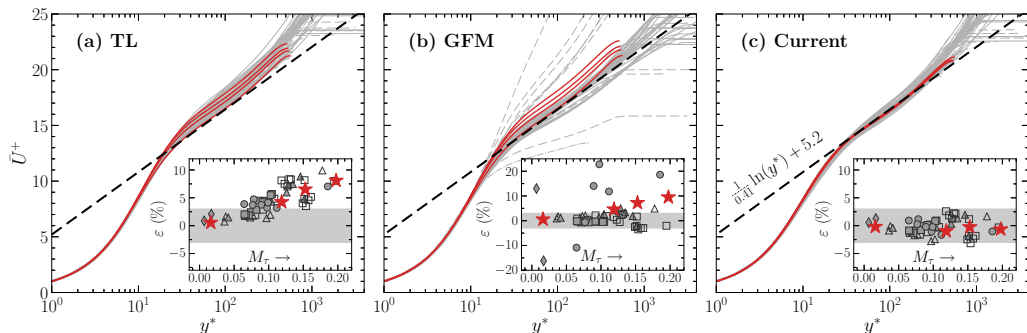 25
20
15
10
5
0
Ū⁺
(a) TL
(b) GFM
(c) Current
1/0.41 ln(y*) + 5.2
10
5
0
−5
ε (%)
0.00 0.05 0.10 0.15 0.20
M_τ →
20
10
0
−10
−20
ε (%)
0.00 0.05 0.10 0.15 0.20
M_τ →
10
5
0
−5
ε (%)
0.00 0.05 0.10 0.15 0.20
M_τ →
10⁰ 10¹ 10² 10³
10⁰ 10¹ 10² 10³
10⁰ 10¹ 10² 10³
y*
y*
y*